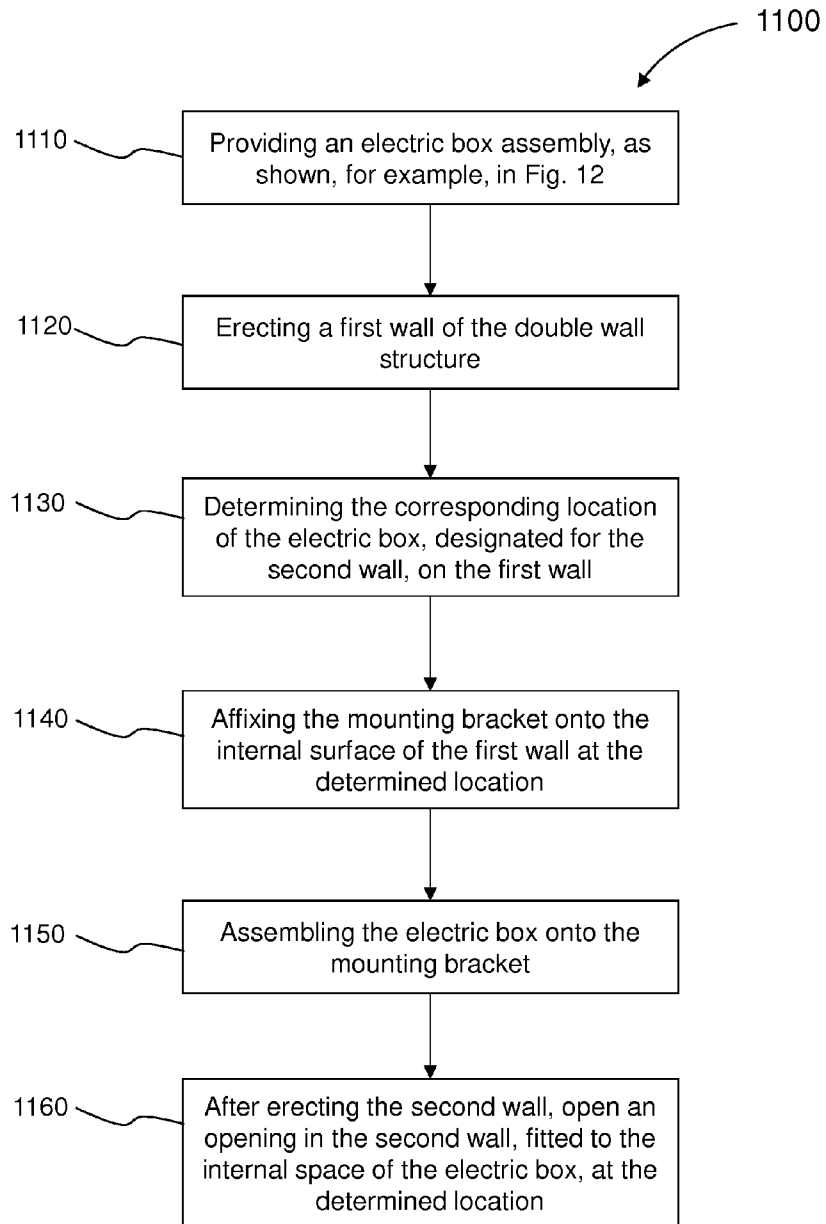 1100
1110
Providing an electric box assembly, as
shown, for example, in Fig. 12
1120
Erecting a first wall of the double wall
structure
1130
Determining the corresponding location
of the electric box, designated for the
second wall, on the first wall
1140
Affixing the mounting bracket onto the
internal surface of the first wall at the
determined location
1150
Assembling the electric box onto the
mounting bracket
1160
After erecting the second wall, open an
opening in the second wall, fitted to the
internal space of the electric box, at the
determined location